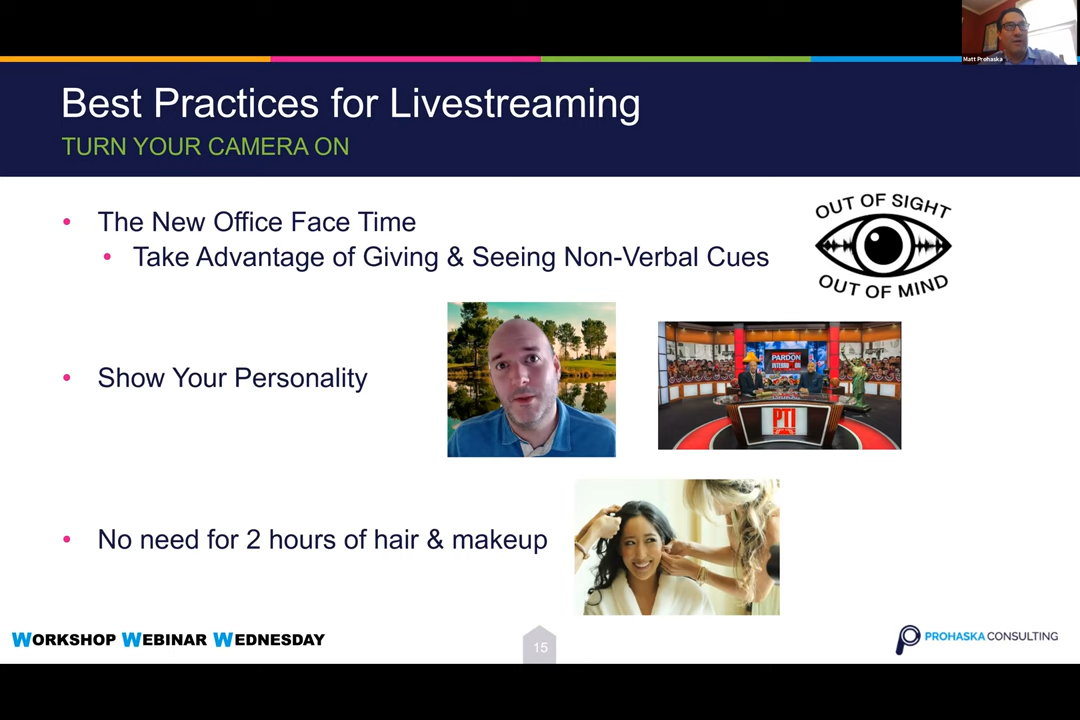 Matt Prohaska
Best Practices for Livestreaming
TURN YOUR CAMERA ON
• The New Office Face Time
• Take Advantage of Giving & Seeing Non-Verbal Cues
OUT OF SIGHT
OUT OF MIND
• Show Your Personality
PARDON
PTI
• No need for 2 hours of hair & makeup
WORKSHOP WEBINAR WEDNESDAY
15
PROHASKA CONSULTING